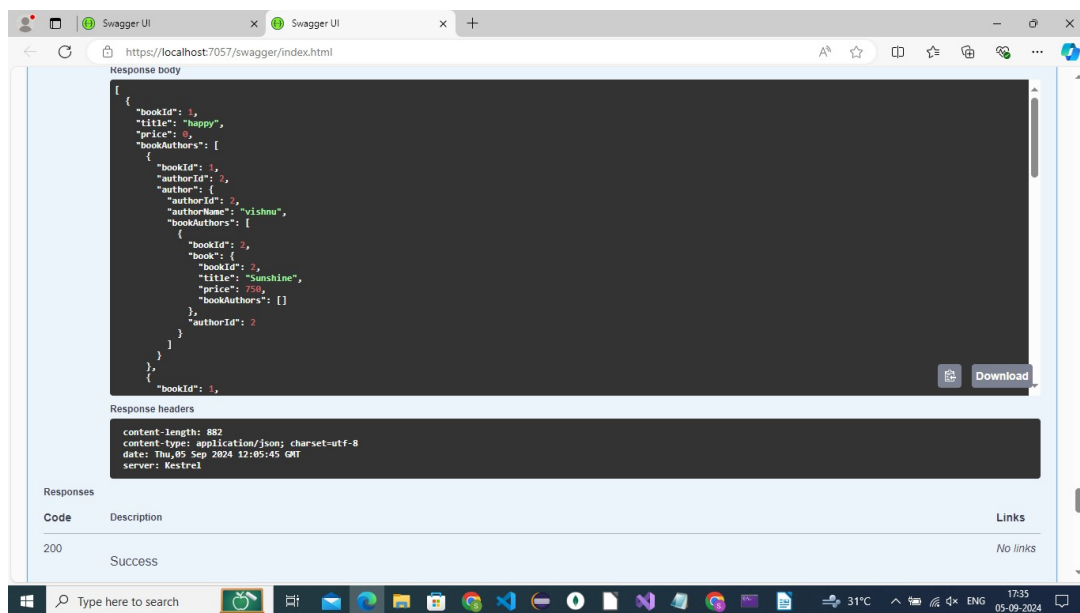 Swagger UI
Swagger UI
https://localhost:7057/swagger/index.html
Response body
[
{
"bookId": 1,
"title": "happy",
"price": 0,
"bookAuthors": [
{
"bookId": 1,
"authorId": 2,
"author": {
"authorId": 2,
"authorName": "vishnu",
"bookAuthors": [
{
"bookId": 2,
"book": {
"bookId": 2,
"title": "Sunshine",
"price": 750,
"bookAuthors": []
},
"authorId": 2
}
]
}
},
{
"bookId": 1,
Download
Response headers
content-length: 882
content-type: application/json; charset=utf-8
date: Thu,05 Sep 2024 12:05:45 GMT
server: Kestrel
Responses
Code Description Links
200 Success No links
Type here to search 31°C ENG 17:35
05-09-2024